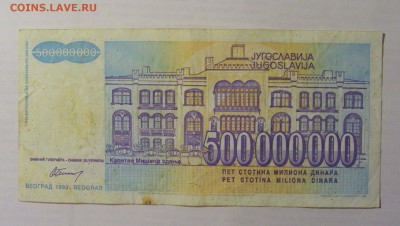 COINS.LAVE.RU
500000000
ЈУГОСЛАВИЈА
JUGOSLAVIJA
Капетан Мишина здање
500000000
ПЕТ СТОТИНА МИЛИОНА ДИНАРА
PET STOTINA MILIONA DINARA
БЕОГРАД 1993. BEOGRAD